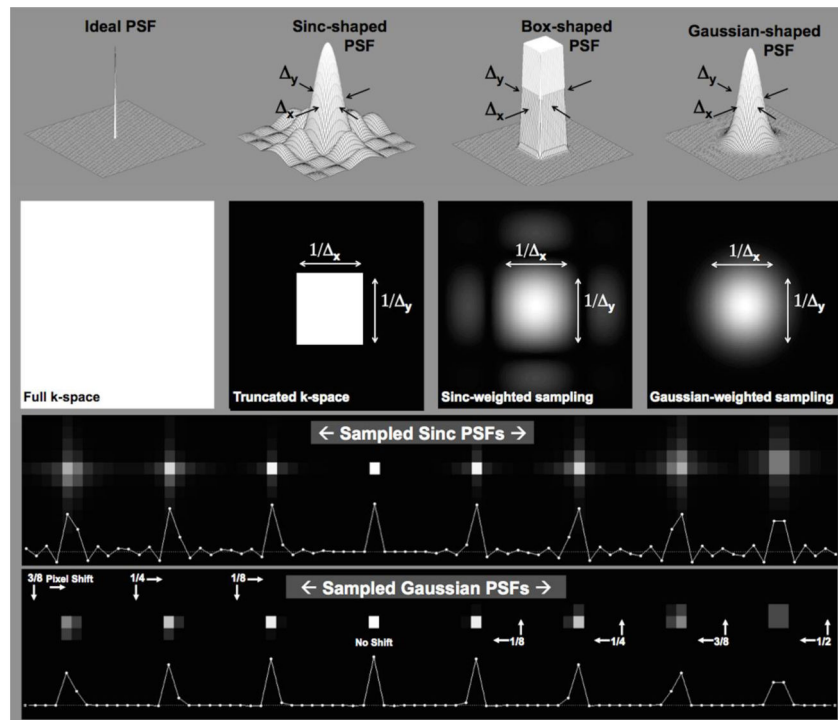 Ideal PSF
Sinc-shaped
PSF
Box-shaped
PSF
Gaussian-shaped
PSF
Δy
Δx
Δy
Δx
Δy
Δx
1/Δx
1/Δy
1/Δx
1/Δy
1/Δx
1/Δy
Full k-space
Truncated k-space
Sinc-weighted sampling
Gaussian-weighted sampling
← Sampled Sinc PSFs →
3/8 Pixel Shift
1/4
1/8
← Sampled Gaussian PSFs →
No Shift
1/8
1/4
3/8
1/2